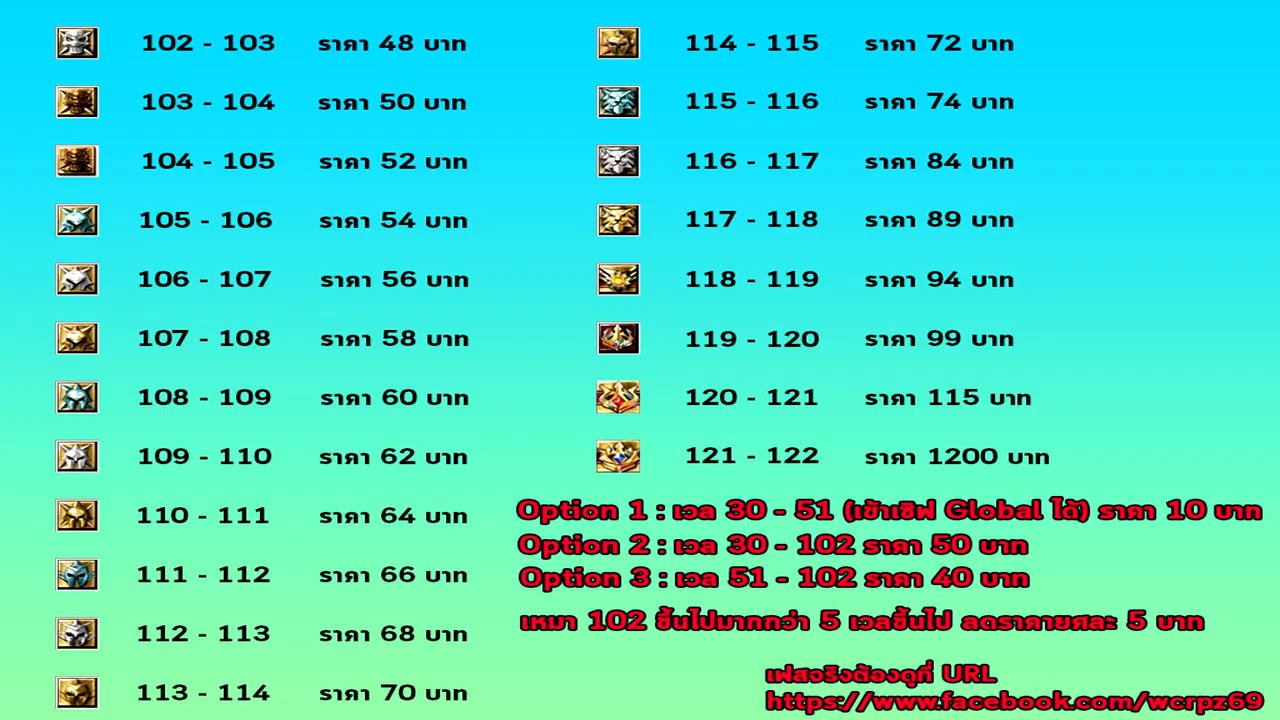 102 - 103 ราคา 48 บาท
103 - 104 ราคา 50 บาท
104 - 105 ราคา 52 บาท
105 - 106 ราคา 54 บาท
106 - 107 ราคา 56 บาท
107 - 108 ราคา 58 บาท
108 - 109 ราคา 60 บาท
109 - 110 ราคา 62 บาท
110 - 111 ราคา 64 บาท
111 - 112 ราคา 66 บาท
112 - 113 ราคา 68 บาท
113 - 114 ราคา 70 บาท
114 - 115 ราคา 72 บาท
115 - 116 ราคา 74 บาท
116 - 117 ราคา 84 บาท
117 - 118 ราคา 89 บาท
118 - 119 ราคา 94 บาท
119 - 120 ราคา 99 บาท
120 - 121 ราคา 115 บาท
121 - 122 ราคา 1200 บาท
Option 1 : เวล 30 - 51 (เข้าเซิฟ Global ได้) ราคา 10 บาท
Option 2 : เวล 30 - 102 ราคา 50 บาท
Option 3 : เวล 51 - 102 ราคา 40 บาท
เหมา 102 ขึ้นไปมากกว่า 5 เวลขึ้นไป ลดราคายศละ 5 บาท
เฟสจริงต้องดูที่ URL
https://www.facebook.com/wcrpz69